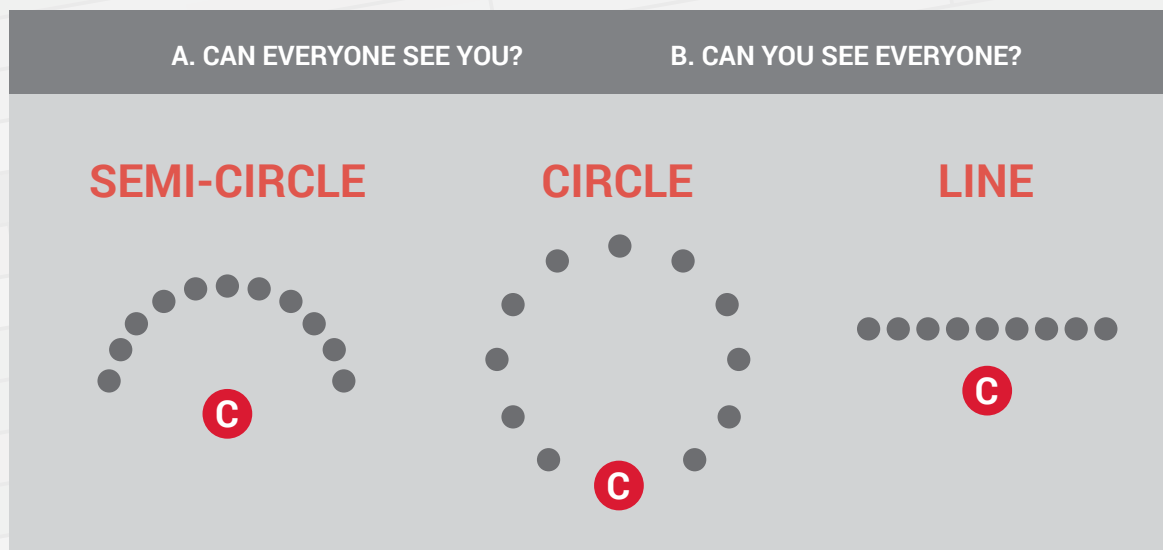 A. CAN EVERYONE SEE YOU?
B. CAN YOU SEE EVERYONE?
SEMI-CIRCLE
CIRCLE
LINE
C
C
C